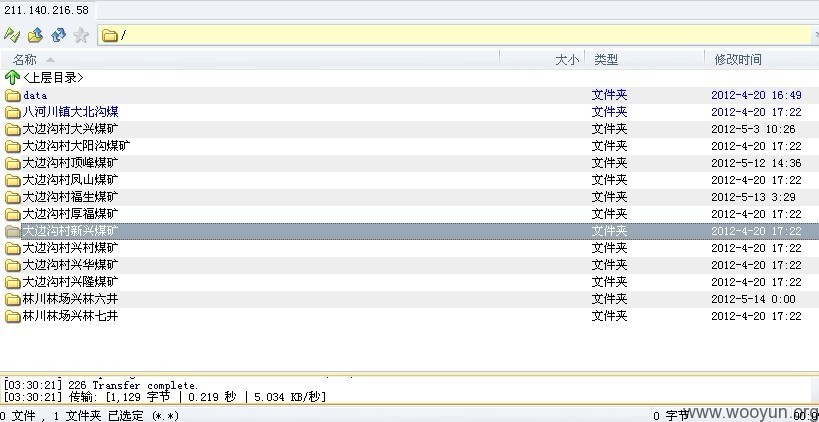 211.140.216.58
/
名称 大小 类型 修改时间
<上层目录>
data 文件夹 2012-4-20 16:49
八河川镇大北沟煤 文件夹 2012-4-20 17:22
大边沟村大兴煤矿 文件夹 2012-5-3 10:26
大边沟村大阳沟煤矿 文件夹 2012-4-20 17:22
大边沟村顶峰煤矿 文件夹 2012-5-12 14:36
大边沟村凤山煤矿 文件夹 2012-4-20 17:22
大边沟村福生煤矿 文件夹 2012-5-13 3:29
大边沟村厚福煤矿 文件夹 2012-4-20 17:22
大边沟村新兴煤矿 文件夹 2012-4-20 17:22
大边沟村兴村煤矿 文件夹 2012-4-20 17:22
大边沟村兴华煤矿 文件夹 2012-4-20 17:22
大边沟村兴隆煤矿 文件夹 2012-4-20 17:22
林川林场兴林六井 文件夹 2012-5-14 0:00
林川林场兴林七井 文件夹 2012-4-20 17:22
[03:30:21] 226 Transfer complete.
[03:30:21] 传输: [1,129 字节 | 0.219 秒 | 5.034 KB/秒]
0 文件 , 1 文件夹 已选定 (*.*) 0 字节
www.wooyun.org